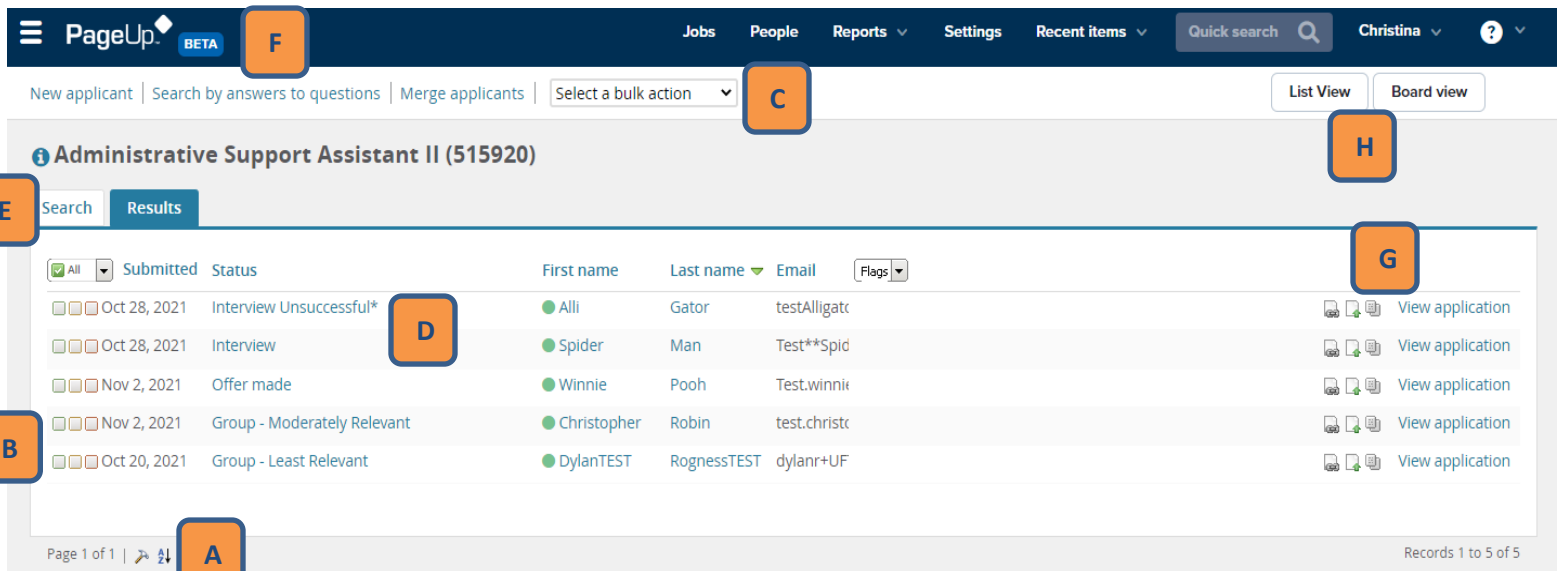 PageUp. BETA F Jobs People Reports Settings Recent items Quick search Christina ?
New applicant | Search by answers to questions | Merge applicants | Select a bulk action C List View Board view
H
Administrative Support Assistant II (515920)
E Search Results
G
All Submitted Status First name Last name Email Flags
Oct 28, 2021 Interview Unsuccessful* Alli Gator testAlligato View application
D
Oct 28, 2021 Interview Spider Man Test**Spid View application
Nov 2, 2021 Offer made Winnie Pooh Test.winnie View application
Nov 2, 2021 Group - Moderately Relevant Christopher Robin test.christo View application
B
Oct 20, 2021 Group - Least Relevant DylanTEST RognessTEST dylanr+UF View application
Page 1 of 1 | A Records 1 to 5 of 5